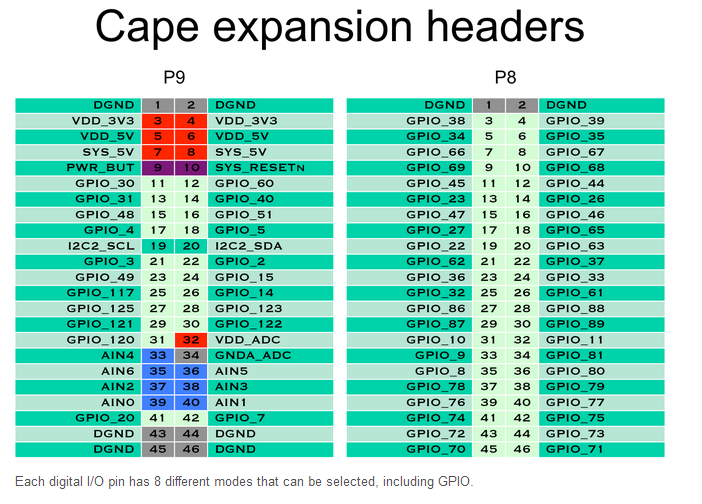 Cape expansion headers
P9 P8
DGND 1 2 DGND DGND 1 2 DGND
VDD_3V3 3 4 VDD_3V3 GPIO_38 3 4 GPIO_39
VDD_5V 5 6 VDD_5V GPIO_34 5 6 GPIO_35
SYS_5V 7 8 SYS_5V GPIO_66 7 8 GPIO_67
PWR_BUT 9 10 SYS_RESETN GPIO_69 9 10 GPIO_68
GPIO_30 11 12 GPIO_60 GPIO_45 11 12 GPIO_44
GPIO_31 13 14 GPIO_40 GPIO_23 13 14 GPIO_26
GPIO_48 15 16 GPIO_51 GPIO_47 15 16 GPIO_46
GPIO_4 17 18 GPIO_5 GPIO_27 17 18 GPIO_65
I2C2_SCL 19 20 I2C2_SDA GPIO_22 19 20 GPIO_63
GPIO_3 21 22 GPIO_2 GPIO_62 21 22 GPIO_37
GPIO_49 23 24 GPIO_15 GPIO_36 23 24 GPIO_33
GPIO_117 25 26 GPIO_14 GPIO_32 25 26 GPIO_61
GPIO_125 27 28 GPIO_123 GPIO_86 27 28 GPIO_88
GPIO_121 29 30 GPIO_122 GPIO_87 29 30 GPIO_89
GPIO_120 31 32 VDD_ADC GPIO_10 31 32 GPIO_11
AIN4 33 34 GNDA_ADC GPIO_9 33 34 GPIO_81
AIN6 35 36 AIN5 GPIO_8 35 36 GPIO_80
AIN2 37 38 AIN3 GPIO_78 37 38 GPIO_79
AIN0 39 40 AIN1 GPIO_76 39 40 GPIO_77
GPIO_20 41 42 GPIO_7 GPIO_74 41 42 GPIO_75
DGND 43 44 DGND GPIO_72 43 44 GPIO_73
DGND 45 46 DGND GPIO_70 45 46 GPIO_71
Each digital I/O pin has 8 different modes that can be selected, including GPIO.